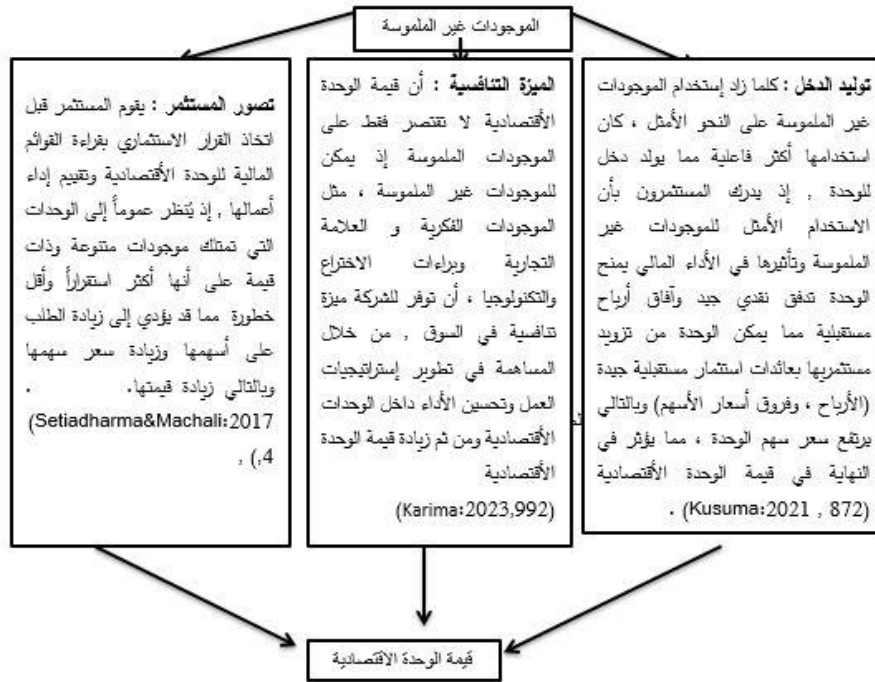 الموجودات غير الملموسة
توليد الدخل : كلما زاد إستخدام الموجودات
غير الملموسة على النحو الأمثل ، كان
استخدامها أكثر فاعلية مما يولد دخل
للوحدة , إذ يدرك المستثمرون بأن
الاستخدام الأمثل للموجودات غير
الملموسة وتأثيرها في الأداء المالي يمنح
الوحدة تدفق نقدي جيد وآفاق أرباح
مستقبلية مما يمكن الوحدة من تزويد
مستثمريها بعائدات استثمار مستقبلية جيدة
(الأرباح ، وفروق أسعار الأسهم) وبالتالي
يرتفع سعر سهم الوحدة ، مما يؤثر في
النهاية في قيمة الوحدة الأقتصادية
(Kusuma:2021 , 872) .
الميزة التنافسية : أن قيمة الوحدة
الأقتصادية لا تقتصر فقط على
الموجودات الملموسة إذ يمكن
للموجودات غير الملموسة ، مثل
الموجودات الفكرية و العلامة
التجارية وبراءات الاختراع
والتكنولوجيا ، أن توفر للشركة ميزة
تنافسية في السوق , من خلال
المساهمة في تطوير إستراتيجيات
العمل وتحسين الأداء داخل الوحدات
الأقتصادية ومن ثم زيادة قيمة الوحدة
الأقتصادية
(Karima:2023,992)
تصور المستثمر : يقوم المستثمر قبل
اتخاذ القرار الاستثماري بقراءة القوائم
المالية للوحدة الأقتصادية وتقييم إداء
أعمالها , إذ يُنظر عموماً إلى الوحدات
التي تمتلك موجودات متنوعة وذات
قيمة على أنها أكثر استقراراً وأقل
خطورة مما قد يؤدي إلى زيادة الطلب
على أسهمها وزيادة سعر سهمها
وبالتالي زيادة قيمتها. .
(Setiadharma&Machali:2017
, (,4
قيمة الوحدة الاقتصادية